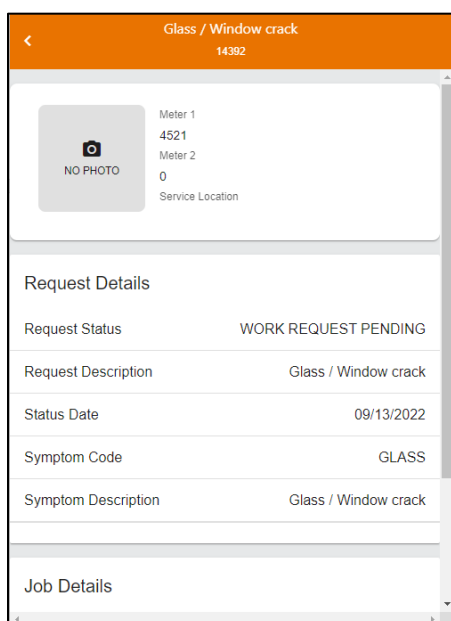 Glass / Window crack
14392
Meter 1
4521
Meter 2
0
Service Location
NO PHOTO
Request Details
Request Status WORK REQUEST PENDING
Request Description Glass / Window crack
Status Date 09/13/2022
Symptom Code GLASS
Symptom Description Glass / Window crack
Job Details